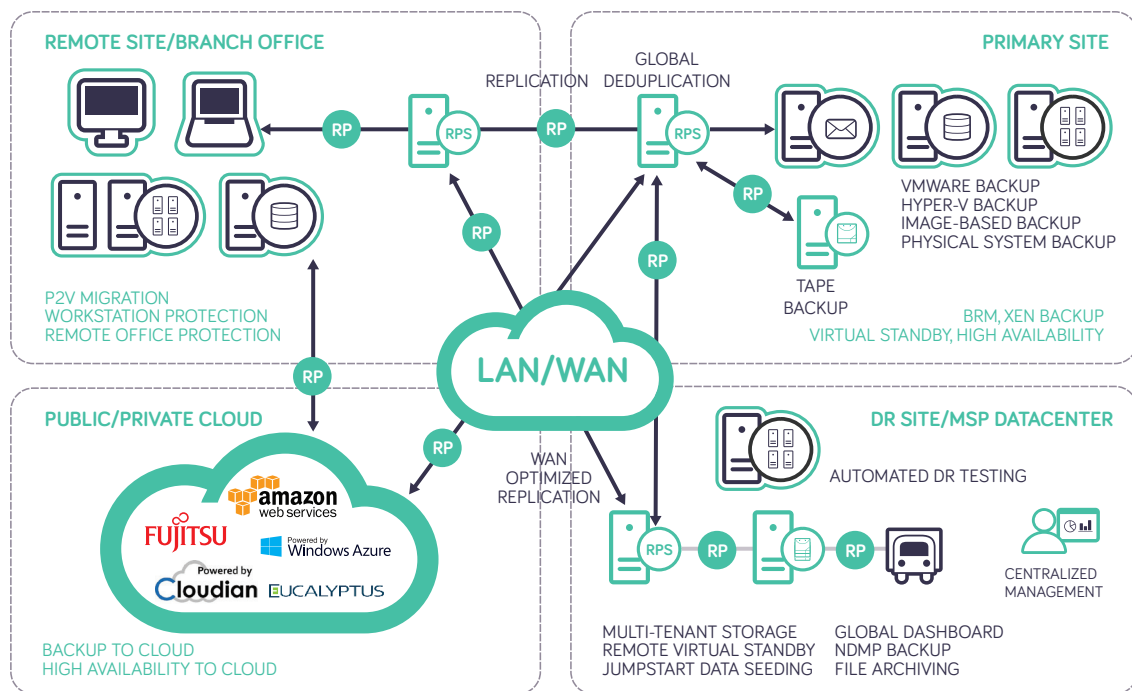 REMOTE SITE/BRANCH OFFICE
RP
RPS
REPLICATION
RP
RP
P2V MIGRATION
WORKSTATION PROTECTION
REMOTE OFFICE PROTECTION
PRIMARY SITE
GLOBAL
DEDUPLICATION
RPS
RP
RP
VMWARE BACKUP
HYPER-V BACKUP
IMAGE-BASED BACKUP
PHYSICAL SYSTEM BACKUP
TAPE
BACKUP
BRM, XEN BACKUP
VIRTUAL STANDBY, HIGH AVAILABILITY
LAN/WAN
RP
PUBLIC/PRIVATE CLOUD
RP
amazon
web services
FUJITSU
Powered by
Windows Azure
Powered by
Cloudian
EUCALYPTUS
BACKUP TO CLOUD
HIGH AVAILABILITY TO CLOUD
WAN
OPTIMIZED
REPLICATION
DR SITE/MSP DATACENTER
AUTOMATED DR TESTING
RPS
RP
RP
CENTRALIZED
MANAGEMENT
MULTI-TENANT STORAGE
REMOTE VIRTUAL STANDBY
JUMPSTART DATA SEEDING
GLOBAL DASHBOARD
NDMP BACKUP
FILE ARCHIVING